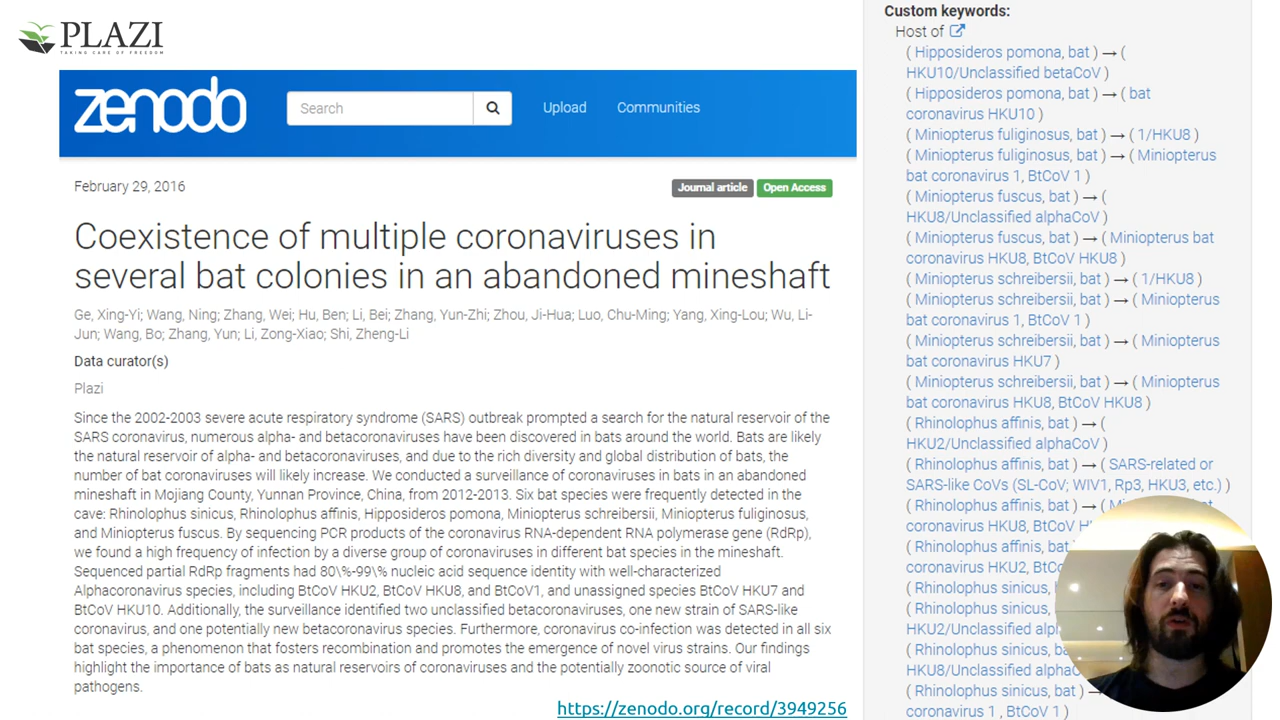 PLAZI
TAKING CARE OF FREEDOM
zenodo
Search
Upload
Communities
February 29, 2016
Journal article
Open Access
Coexistence of multiple coronaviruses in
several bat colonies in an abandoned mineshaft
Ge, Xing-Yi; Wang, Ning; Zhang, Wei; Hu, Ben; Li, Bei; Zhang, Yun-Zhi; Zhou, Ji-Hua; Luo, Chu-Ming; Yang, Xing-Lou; Wu, Li-
Jun; Wang, Bo; Zhang, Yun; Li, Zong-Xiao; Shi, Zheng-Li
Data curator(s)
Plazi
Since the 2002-2003 severe acute respiratory syndrome (SARS) outbreak prompted a search for the natural reservoir of the
SARS coronavirus, numerous alpha- and betacoronaviruses have been discovered in bats around the world. Bats are likely
the natural reservoir of alpha- and betacoronaviruses, and due to the rich diversity and global distribution of bats, the
number of bat coronaviruses will likely increase. We conducted a surveillance of coronaviruses in bats in an abandoned
mineshaft in Mojiang County, Yunnan Province, China, from 2012-2013. Six bat species were frequently detected in the
cave: Rhinolophus sinicus, Rhinolophus affinis, Hipposideros pomona, Miniopterus schreibersii, Miniopterus fuliginosus,
and Miniopterus fuscus. By sequencing PCR products of the coronavirus RNA-dependent RNA polymerase gene (RdRp),
we found a high frequency of infection by a diverse group of coronaviruses in different bat species in the mineshaft.
Sequenced partial RdRp fragments had 80\%-99\% nucleic acid sequence identity with well-characterized
Alphacoronavirus species, including BtCoV HKU2, BtCoV HKU8, and BtCoV1, and unassigned species BtCoV HKU7 and
BtCoV HKU10. Additionally, the surveillance identified two unclassified betacoronaviruses, one new strain of SARS-like
coronavirus, and one potentially new betacoronavirus species. Furthermore, coronavirus co-infection was detected in all six
bat species, a phenomenon that fosters recombination and promotes the emergence of novel virus strains. Our findings
highlight the importance of bats as natural reservoirs of coronaviruses and the potentially zoonotic source of viral
pathogens.
https://zenodo.org/record/3949256
Custom keywords:
Host of
( Hipposideros pomona, bat ) → (
HKU10/Unclassified betaCoV )
( Hipposideros pomona, bat ) → ( bat
coronavirus HKU10 )
( Miniopterus fuliginosus, bat ) → ( 1/HKU8 )
( Miniopterus fuliginosus, bat ) → ( Miniopterus
bat coronavirus 1, BtCoV 1 )
( Miniopterus fuscus, bat ) → (
HKU8/Unclassified alphaCoV )
( Miniopterus fuscus, bat ) → ( Miniopterus bat
coronavirus HKU8, BtCoV HKU8 )
( Miniopterus schreibersii, bat ) → ( 1/HKU8 )
( Miniopterus schreibersii, bat ) → ( Miniopterus
bat coronavirus 1, BtCoV 1 )
( Miniopterus schreibersii, bat ) → ( Miniopterus
bat coronavirus HKU7 )
( Miniopterus schreibersii, bat ) → ( Miniopterus
bat coronavirus HKU8, BtCoV HKU8 )
( Rhinolophus affinis, bat ) → (
HKU2/Unclassified alphaCoV )
( Rhinolophus affinis, bat ) → ( SARS-related or
SARS-like CoVs (SL-CoV; WIV1, Rp3, HKU3, etc.) )
( Rhinolophus affinis, bat ) → (
coronavirus HKU8, BtCoV
( Rhinolophus affinis, bat
coronavirus HKU2, BtCo
( Rhinolophus sinicus,
( Rhinolophus sinicus,
HKU2/Unclassified alp
( Rhinolophus sinicus,
HKU8/Unclassified alpha
( Rhinolophus sinicus, bat )
coronavirus 1 , BtCoV 1 )